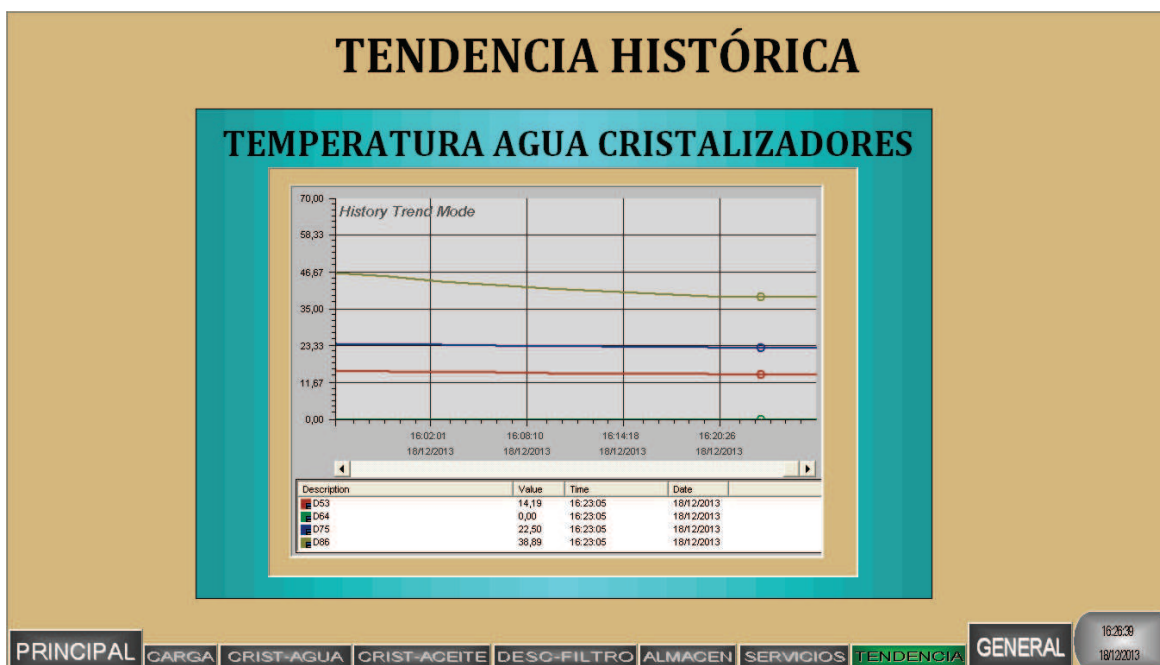 TENDENCIA HISTÓRICA
TEMPERATURA AGUA CRISTALIZADORES
History Trend Mode
70,00
58,33
46,67
35,00
23,33
11,67
0,00
16:02:01 16:08:10 16:14:18 16:20:26
18/12/2013 18/12/2013 18/12/2013 18/12/2013
Description Value Time Date
D53 14,19 16:23:05 18/12/2013
D64 0,00 16:23:05 18/12/2013
D75 22,50 16:23:05 18/12/2013
D86 38,89 16:23:05 18/12/2013
PRINCIPAL CARGA CRIST-AGUA CRIST-ACEITE DESC-FILTRO ALMACEN SERVICIOS TENDENCIA GENERAL
16:26:39
18/12/2013